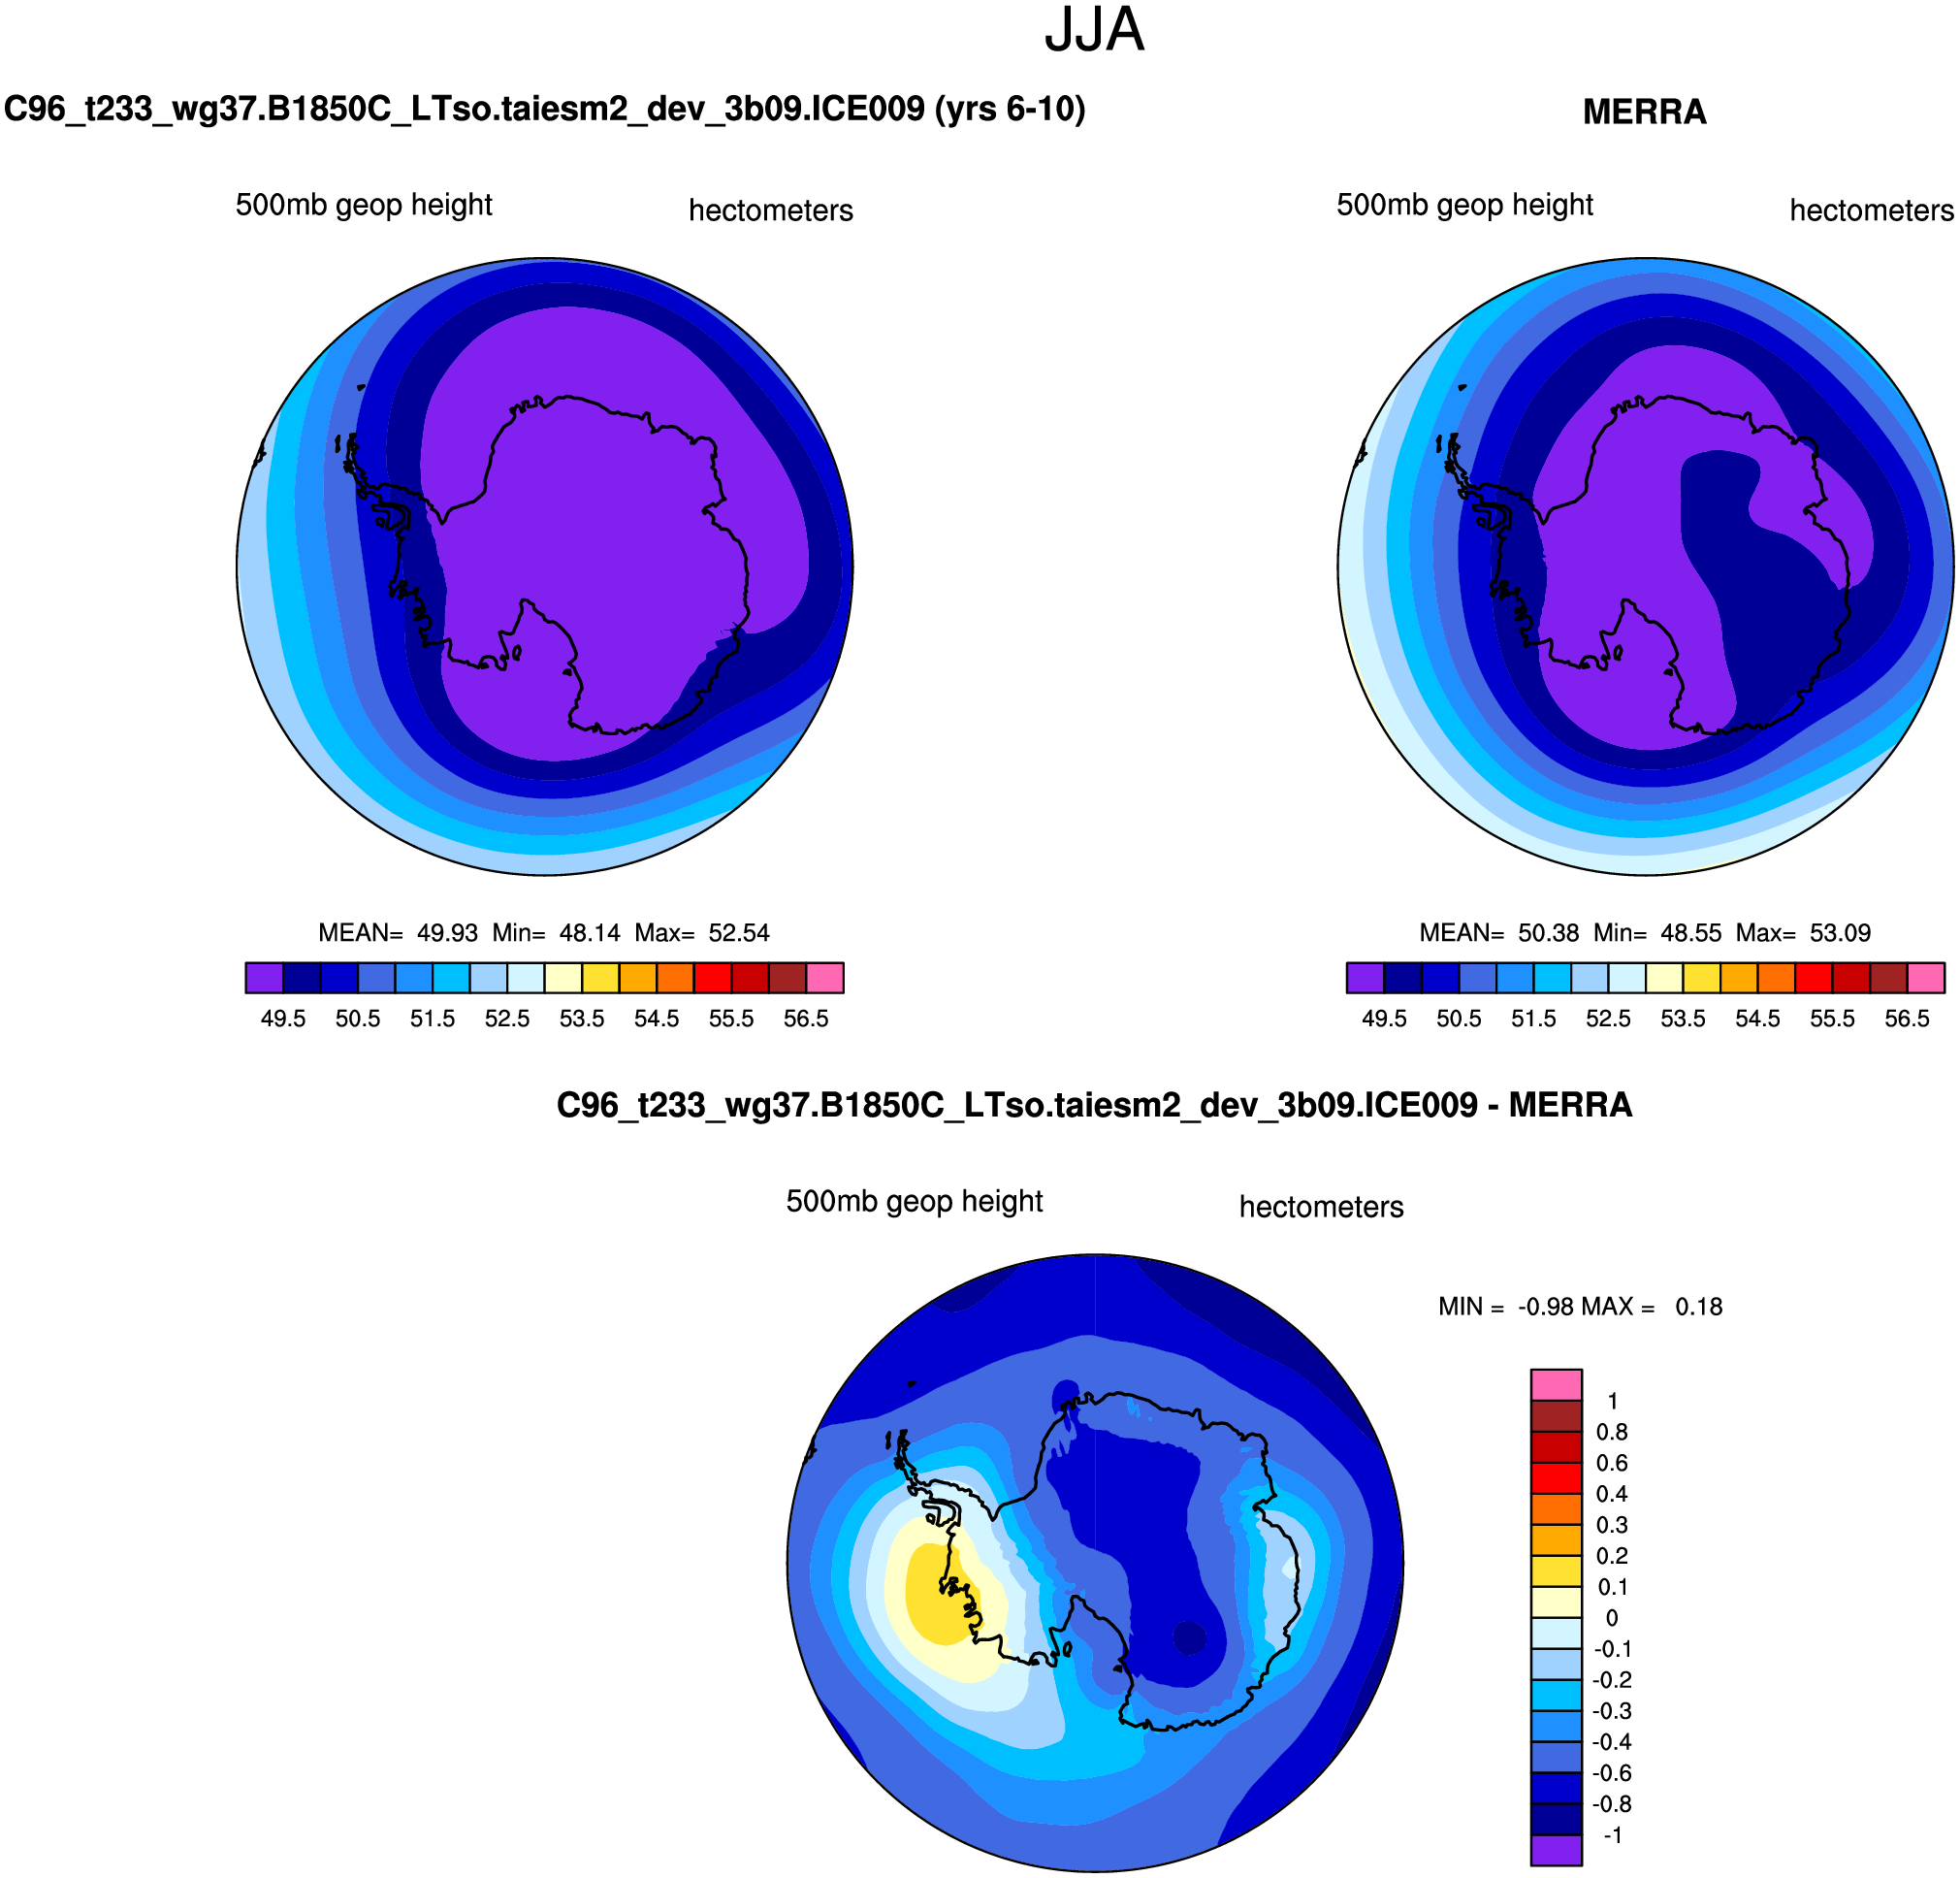 JJA
C96_t233_wg37.B1850C_LTso.taiesm2_dev_3b09.ICE009 (yrs 6-10)
MERRA
500mb geop height
hectometers
500mb geop height
hectometers
MEAN= 49.93 Min= 48.14 Max= 52.54
49.5 50.5 51.5 52.5 53.5 54.5 55.5 56.5
MEAN= 50.38 Min= 48.55 Max= 53.09
49.5 50.5 51.5 52.5 53.5 54.5 55.5 56.5
C96_t233_wg37.B1850C_LTso.taiesm2_dev_3b09.ICE009 - MERRA
500mb geop height
hectometers
MIN = -0.98 MAX = 0.18
1
0.8
0.6
0.4
0.3
0.2
0.1
0
-0.1
-0.2
-0.3
-0.4
-0.6
-0.8
-1